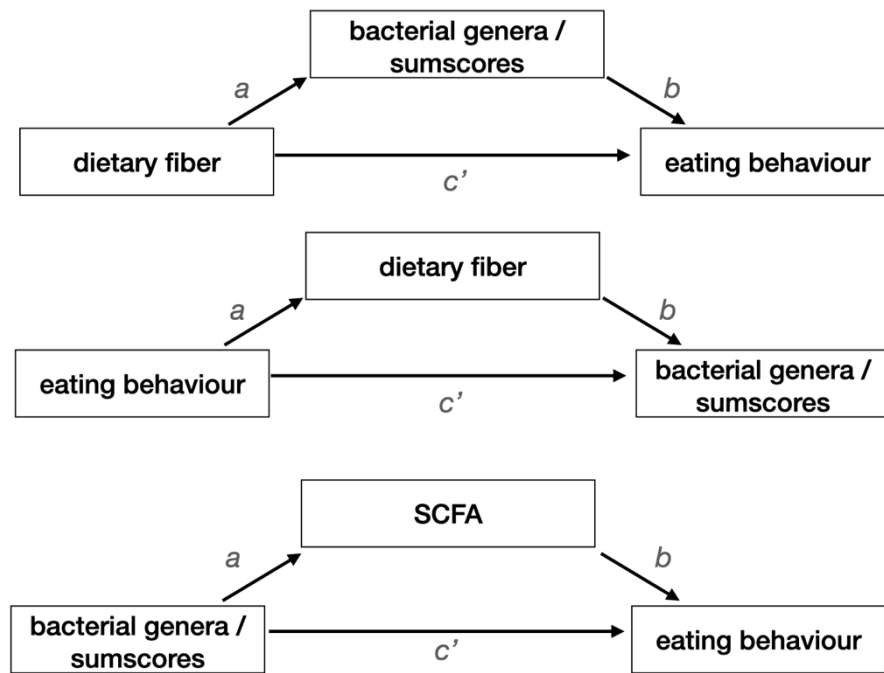 bacterial genera /
sumscores
a
b
dietary fiber
eating behaviour
c’
dietary fiber
a
b
eating behaviour
bacterial genera /
sumscores
c’
SCFA
a
b
bacterial genera /
sumscores
eating behaviour
c’